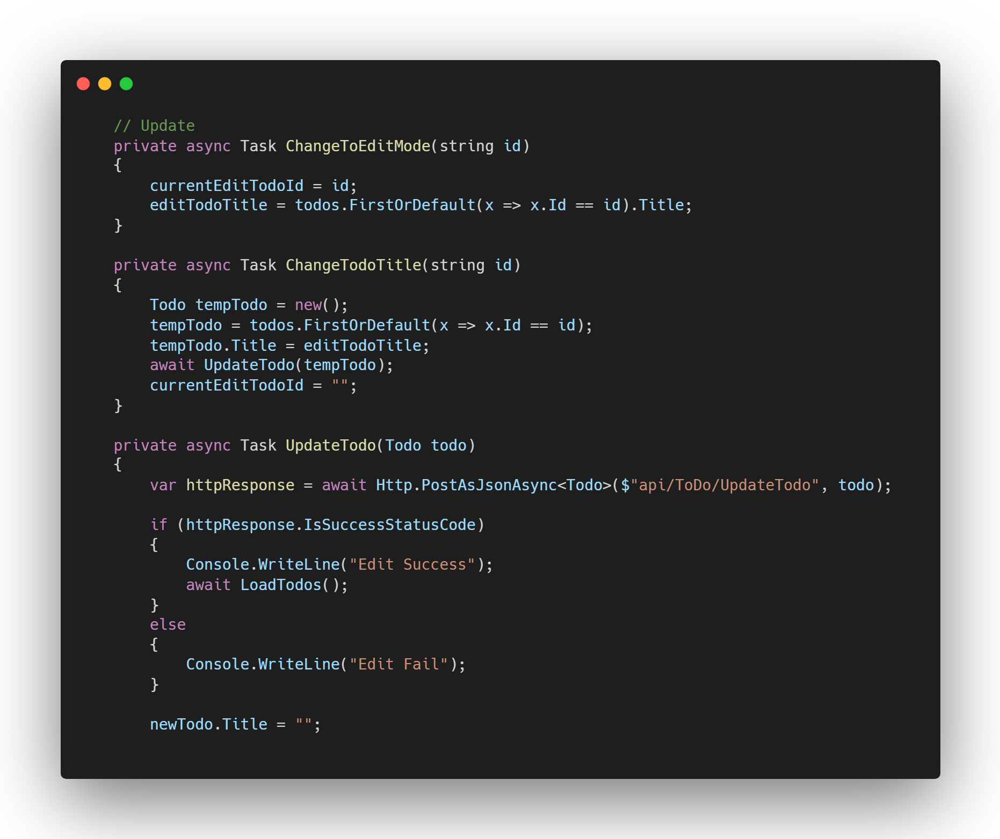 // Update
private async Task ChangeToEditMode(string id)
{
    currentEditTodoId = id;
    editTodoTitle = todos.FirstOrDefault(x => x.Id == id).Title;
}

private async Task ChangeTodoTitle(string id)
{
    Todo tempTodo = new();
    tempTodo = todos.FirstOrDefault(x => x.Id == id);
    tempTodo.Title = editTodoTitle;
    await UpdateTodo(tempTodo);
    currentEditTodoId = "";
}

private async Task UpdateTodo(Todo todo)
{
    var httpResponse = await Http.PostAsJsonAsync<Todo>($"api/ToDo/UpdateTodo", todo);

    if (httpResponse.IsSuccessStatusCode)
    {
        Console.WriteLine("Edit Success");
        await LoadTodos();
    }
    else
    {
        Console.WriteLine("Edit Fail");
    }

    newTodo.Title = "";